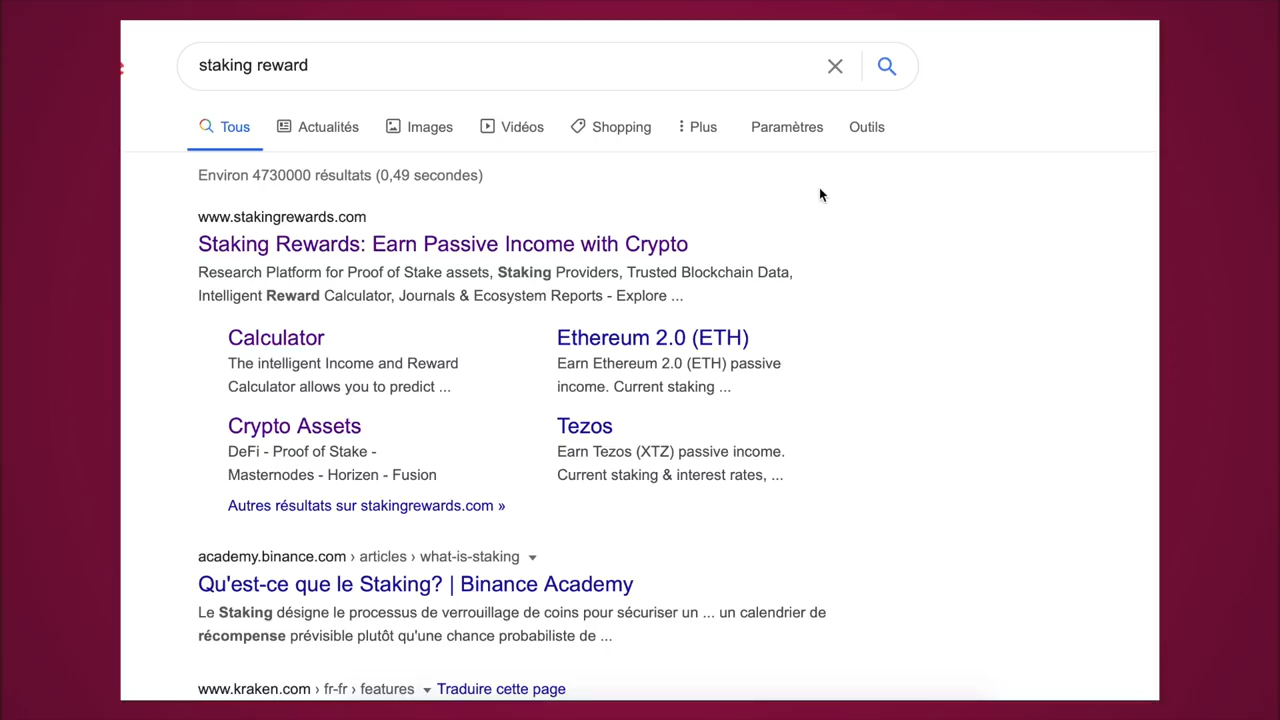 staking reward
Tous Actualités Images Vidéos Shopping Plus Paramètres Outils
Environ 4730000 résultats (0,49 secondes)
www.stakingrewards.com
Staking Rewards: Earn Passive Income with Crypto
Research Platform for Proof of Stake assets, Staking Providers, Trusted Blockchain Data,
Intelligent Reward Calculator, Journals & Ecosystem Reports - Explore ...
Calculator
The intelligent Income and Reward
Calculator allows you to predict ...
Ethereum 2.0 (ETH)
Earn Ethereum 2.0 (ETH) passive
income. Current staking ...
Crypto Assets
DeFi - Proof of Stake -
Masternodes - Horizen - Fusion
Tezos
Earn Tezos (XTZ) passive income.
Current staking & interest rates, ...
Autres résultats sur stakingrewards.com »
academy.binance.com › articles › what-is-staking
Qu'est-ce que le Staking? | Binance Academy
Le Staking désigne le processus de verrouillage de coins pour sécuriser un ... un calendrier de
récompense prévisible plutôt qu'une chance probabiliste de ...
www.kraken.com › fr-fr › features Traduire cette page